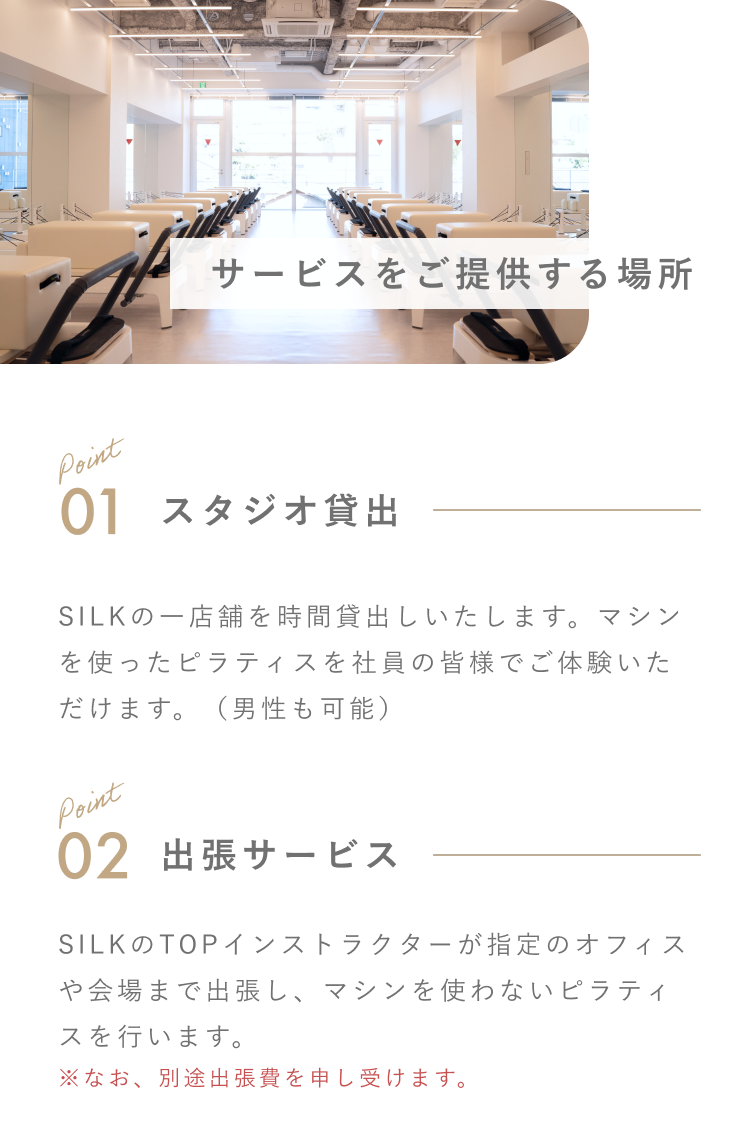 サービスをご提供する場所
Point
01 スタジオ貸出
SILKの一店舗を時間貸出しいたします。マシン
を使ったピラティスを社員の皆様でご体験いた
だけます。（男性も可能）
Point
02 出張サービス
SILKのTOPインストラクターが指定のオフィス
や会場まで出張し、マシンを使わないピラティ
スを行います。
※なお、別途出張費を申し受けます。